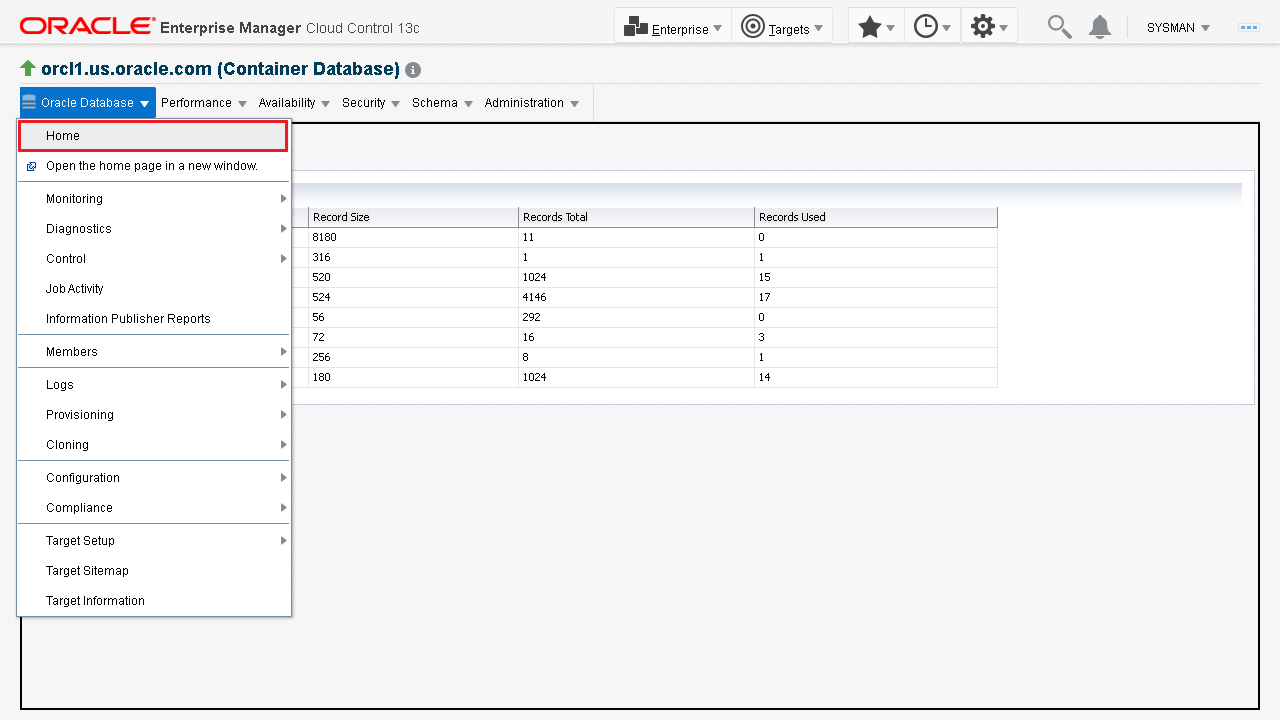 ORACLE Enterprise Manager Cloud Control 13c
Enterprise Targets SYSMAN
orcl1.us.oracle.com (Container Database)
Oracle Database Performance Availability Security Schema Administration
Home
Open the home page in a new window.
Monitoring
Diagnostics
Control
Job Activity
Information Publisher Reports
Members
Logs
Provisioning
Cloning
Configuration
Compliance
Target Setup
Target Sitemap
Target Information
Record Size Records Total Records Used
8180 11 0
316 1 1
520 1024 15
524 4146 17
56 292 0
72 16 3
256 8 1
180 1024 14